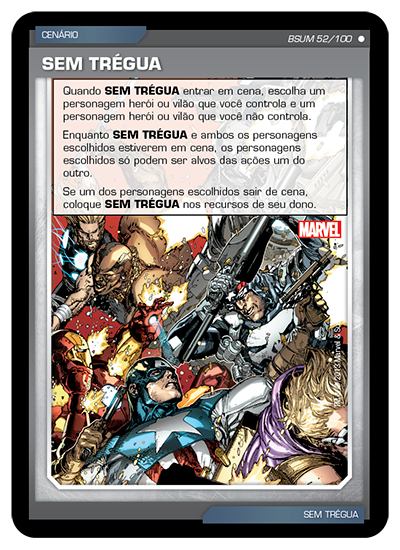 CENÁRIO
BSUM 52/100
SEM TRÉGUA
Quando SEM TRÉGUA entrar em cena, escolha um
personagem herói ou vilão que você controla e um
personagem herói ou vilão que você não controla.
Enquanto SEM TRÉGUA e ambos os personagens
escolhidos estiverem em cena, os personagens
escolhidos só podem ser alvos das ações um do
outro.
Se um dos personagens escolhidos sair de cena,
coloque SEM TRÉGUA nos recursos de seu dono.
MARVEL
SEM TRÉGUA